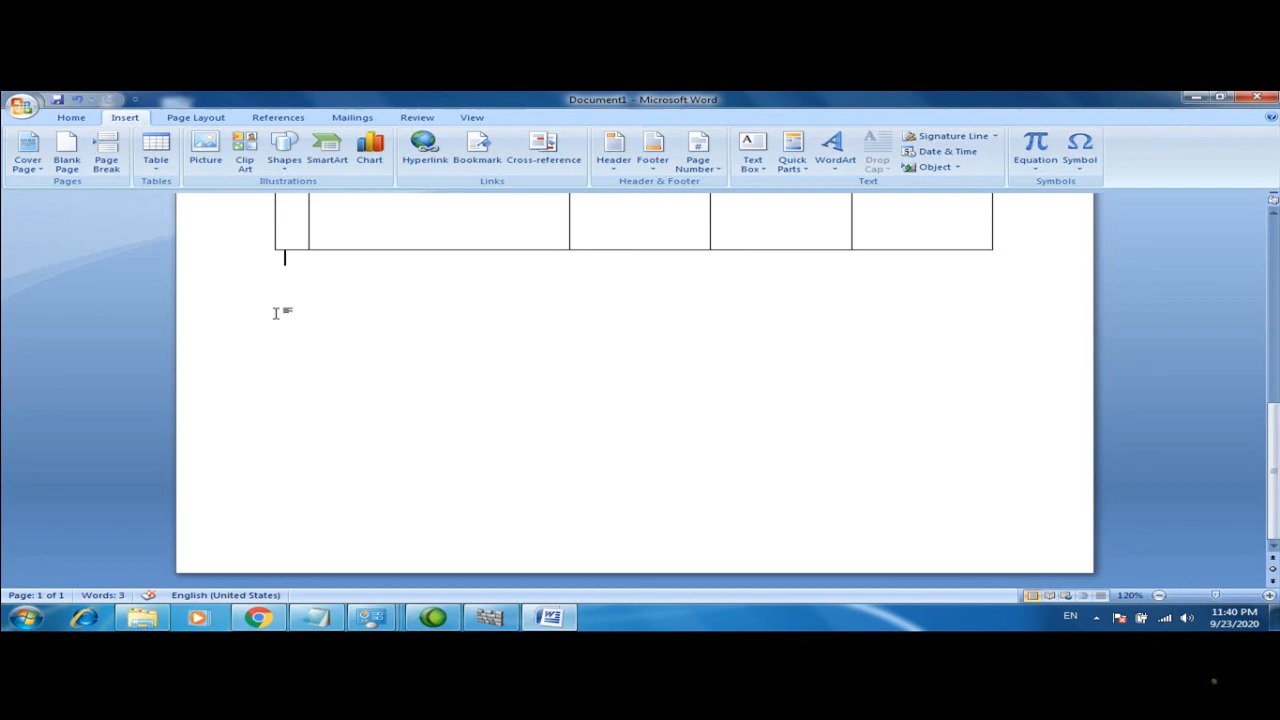 Document1 - Microsoft Word
Home Insert Page Layout References Mailings Review View
Cover Page Blank Page Page Break Table Picture Clip Art Shapes SmartArt Chart Hyperlink Bookmark Cross-reference Header Footer Page Number Text Box Quick Parts WordArt Drop Cap Signature Line
Date & Time
Object
Equation Symbol
Pages Tables Illustrations Links Header & Footer Text Symbols
Page: 1 of 1 Words: 3 English (United States) 120%
EN 11:40 PM
9/23/2020